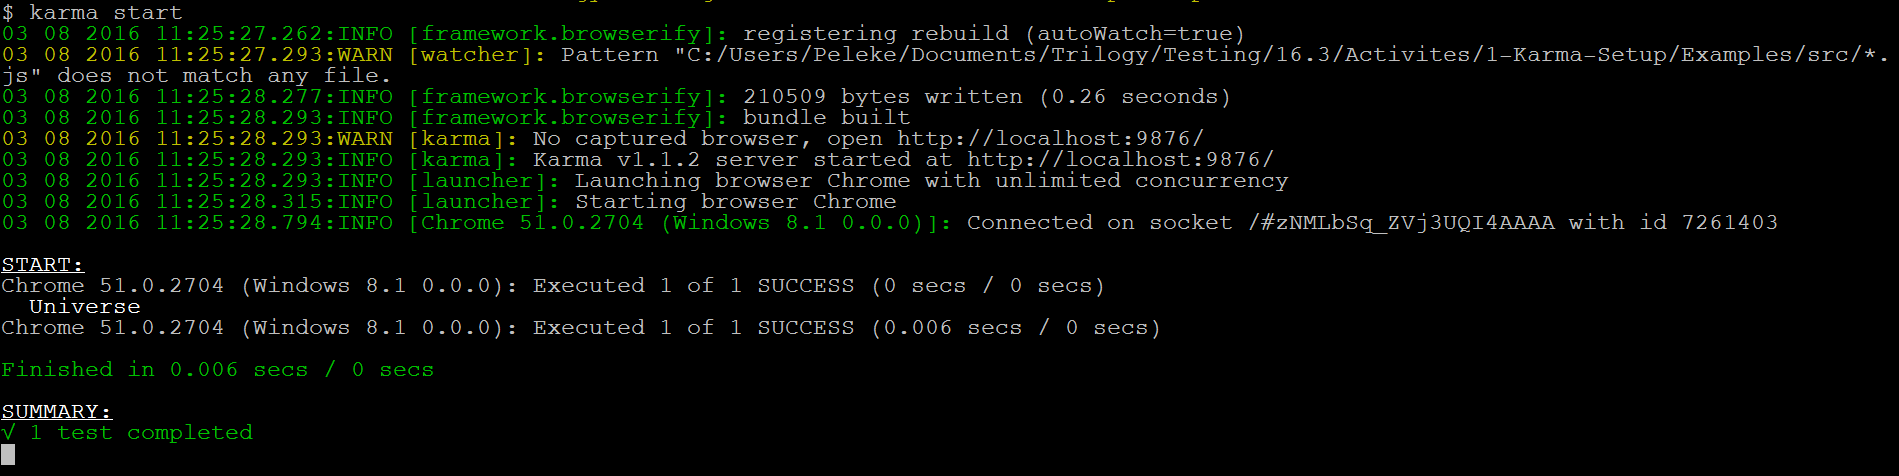 $ karma start
03 08 2016 11:25:27.262:INFO [framework.browserify]: registering rebuild (autoWatch=true)
03 08 2016 11:25:27.293:WARN [watcher]: Pattern "C:/Users/Peleke/Documents/Trilogy/Testing/16.3/Activites/1-Karma-Setup/Examples/src/*.
js" does not match any file.
03 08 2016 11:25:28.277:INFO [framework.browserify]: 210509 bytes written (0.26 seconds)
03 08 2016 11:25:28.293:INFO [framework.browserify]: bundle built
03 08 2016 11:25:28.293:WARN [karma]: No captured browser, open http://localhost:9876/
03 08 2016 11:25:28.293:INFO [karma]: Karma v1.1.2 server started at http://localhost:9876/
03 08 2016 11:25:28.293:INFO [launcher]: Launching browser Chrome with unlimited concurrency
03 08 2016 11:25:28.315:INFO [launcher]: Starting browser Chrome
03 08 2016 11:25:28.794:INFO [Chrome 51.0.2704 (Windows 8.1 0.0.0)]: Connected on socket /#zNMLbSq_ZVj3UQI4AAAA with id 7261403
START:
Chrome 51.0.2704 (Windows 8.1 0.0.0): Executed 1 of 1 SUCCESS (0 secs / 0 secs)
Universe
Chrome 51.0.2704 (Windows 8.1 0.0.0): Executed 1 of 1 SUCCESS (0.006 secs / 0 secs)
Finished in 0.006 secs / 0 secs
SUMMARY:
√ 1 test completed